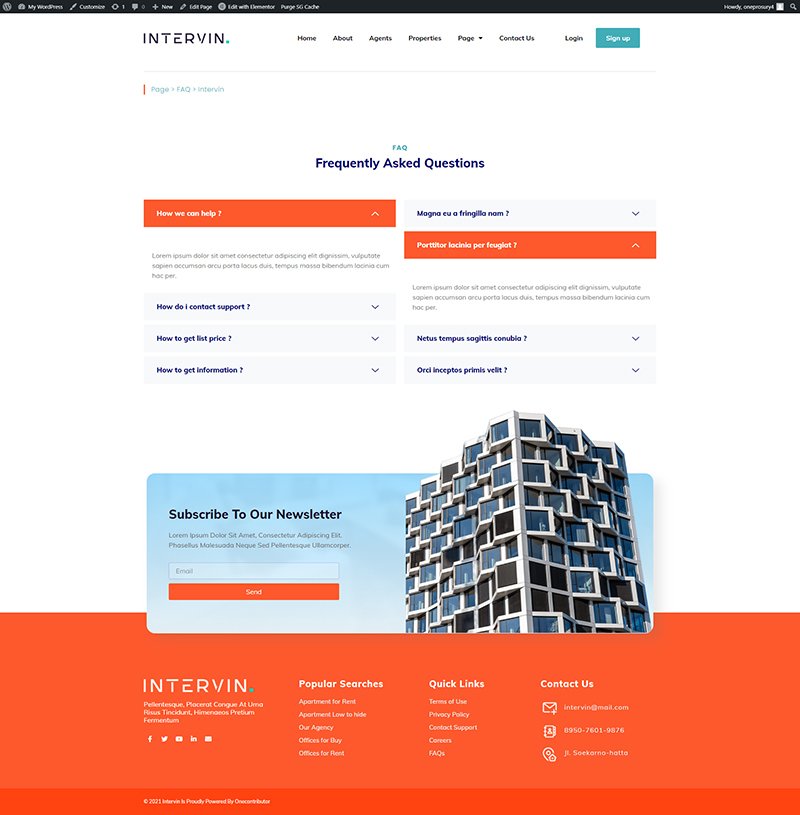 My WordPress Customize 1 0 New Edit Page Edit with Elementor Purge SG Cache Howdy, oneprosury4
INTERVIN.
Home About Agents Properties Page Contact Us Login Sign up
Page > FAQ > Intervin
FAQ
Frequently Asked Questions
How we can help ?
Lorem ipsum dolor sit amet consectetur adipiscing elit dignissim, vulputate
sapien accumsan arcu porta lacus duis, tempus mauris habitant curabitur cum
hac per.
How do i contact support ?
How to get list price ?
How to get information ?
Magna eu a fringilla nam ?
Porttitor lacinia per feugiat ?
Lorem ipsum dolor sit amet consectetur adipiscing elit dignissim, vulputate
sapien accumsan arcu porta lacus duis, tempus mauris habitant curabitur cum
hac per.
Netus tempus sagittis conubia ?
Orci inceptos primis velit ?
Subscribe To Our Newsletter
Lorem Ipsum Dolor Sit Amet, Consectetur Adipiscing Elit.
Phasellus Malesuada Neque Sed Pellentesque Ullamcorper.
Email
Send
INTERVIN.
Pellentesque, Placerat Congue At Urna
Risus Tincidunt, Himenaeos Pretium
Fermentum
Popular Searches
Apartment for Rent
Apartment Low to hide
Our Agency
Offices for Buy
Offices for Rent
Quick Links
Terms of Use
Privacy Policy
Contact Support
Careers
FAQs
Contact Us
intervin@mail.com
8950-7601-9876
jl. Soekarno-hatta
© 2021 Intervin Is Proudly Powered By Onecontributor